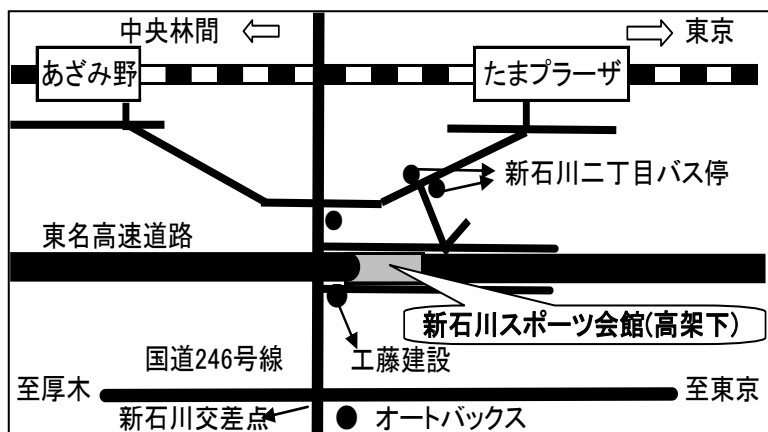 中央林間
東京
あざみ野
たまプラーザ
新石川二丁目バス停
東名高速道路
新石川スポーツ会館(高架下)
工藤建設
国道246号線
至厚木
至東京
新石川交差点
オートバックス